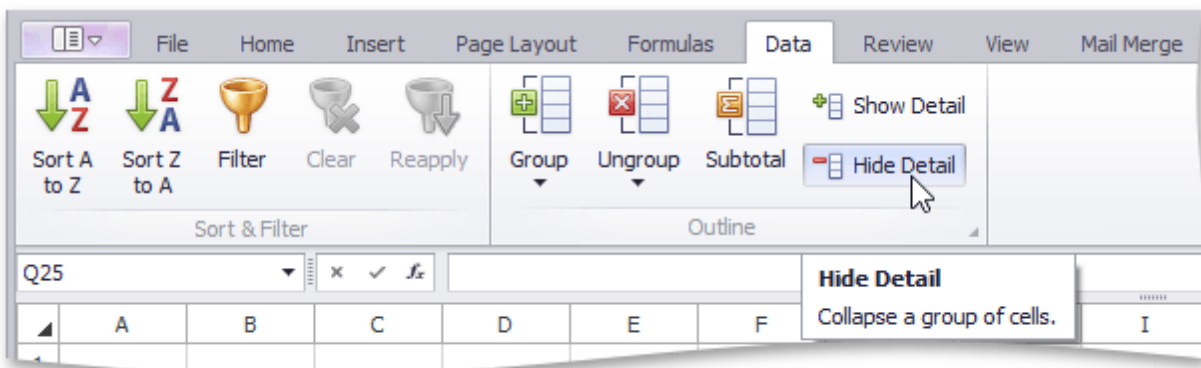 File Home Insert Page Layout Formulas Data Review View Mail Merge
A Z
Z A
Sort A to Z
Sort Z to A
Filter
Clear
Reapply
Group
Ungroup
Subtotal
Show Detail
Hide Detail
Sort & Filter
Outline
Q25
fx
Hide Detail
Collapse a group of cells.
A B C D E F I